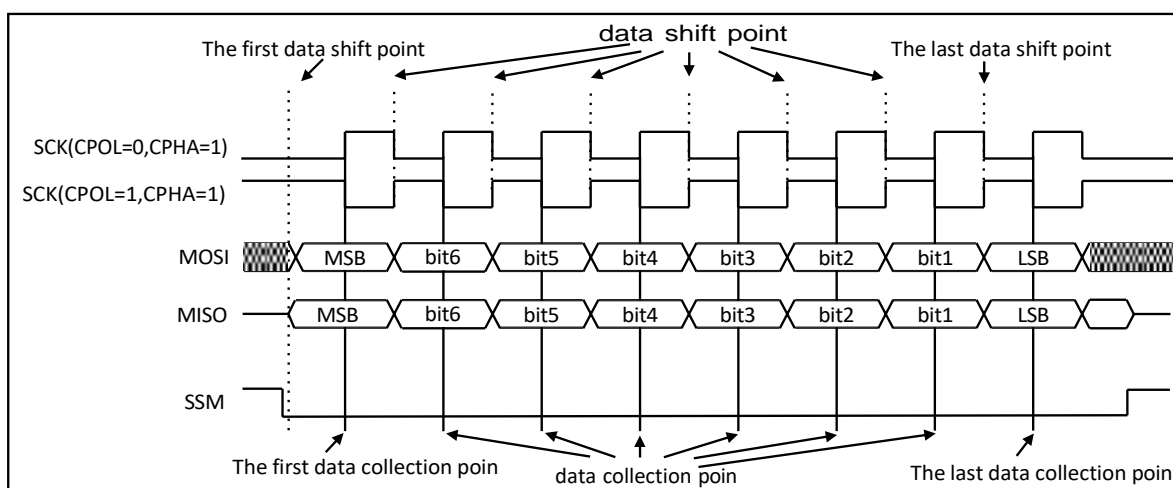 data shift point
The first data shift point
The last data shift point
SCK(CPOL=0,CPHA=1)
SCK(CPOL=1,CPHA=1)
MOSI MSB bit6 bit5 bit4 bit3 bit2 bit1 LSB
MISO MSB bit6 bit5 bit4 bit3 bit2 bit1 LSB
SSM
The first data collection poin
data collection poin
The last data collection poin